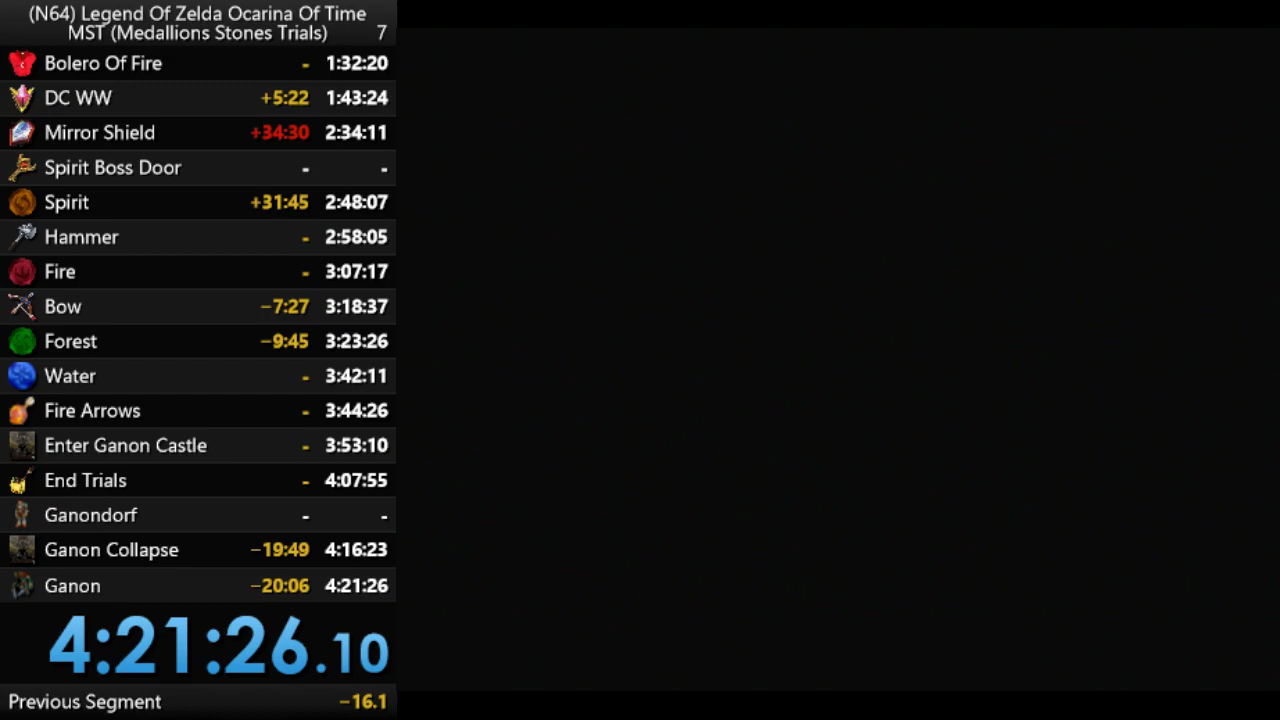 (N64) Legend Of Zelda Ocarina Of Time
MST (Medallions Stones Trials) 7
Bolero Of Fire - 1:32:20
DC WW +5:22 1:43:24
Mirror Shield +34:30 2:34:11
Spirit Boss Door - -
Spirit +31:45 2:48:07
Hammer - 2:58:05
Fire - 3:07:17
Bow −7:27 3:18:37
Forest −9:45 3:23:26
Water - 3:42:11
Fire Arrows - 3:44:26
Enter Ganon Castle - 3:53:10
End Trials - 4:07:55
Ganondorf - -
Ganon Collapse −19:49 4:16:23
Ganon −20:06 4:21:26
4:21:26.10
Previous Segment −16.1